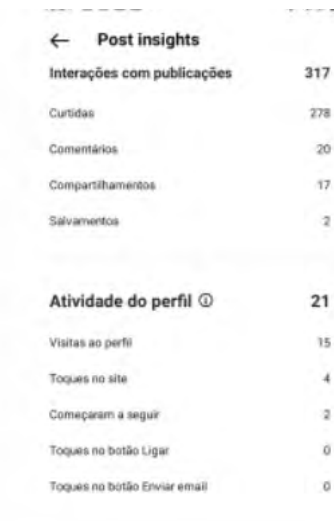 ← Post insights
Interações com publicações 317
Curtidas 278
Comentários 20
Compartilhamentos 17
Salvamentos 2
Atividade do perfil ⓘ 21
Visitas ao perfil 15
Toques no site 4
Começaram a seguir 2
Toques no botão Ligar 0
Toques no botão Enviar email 0